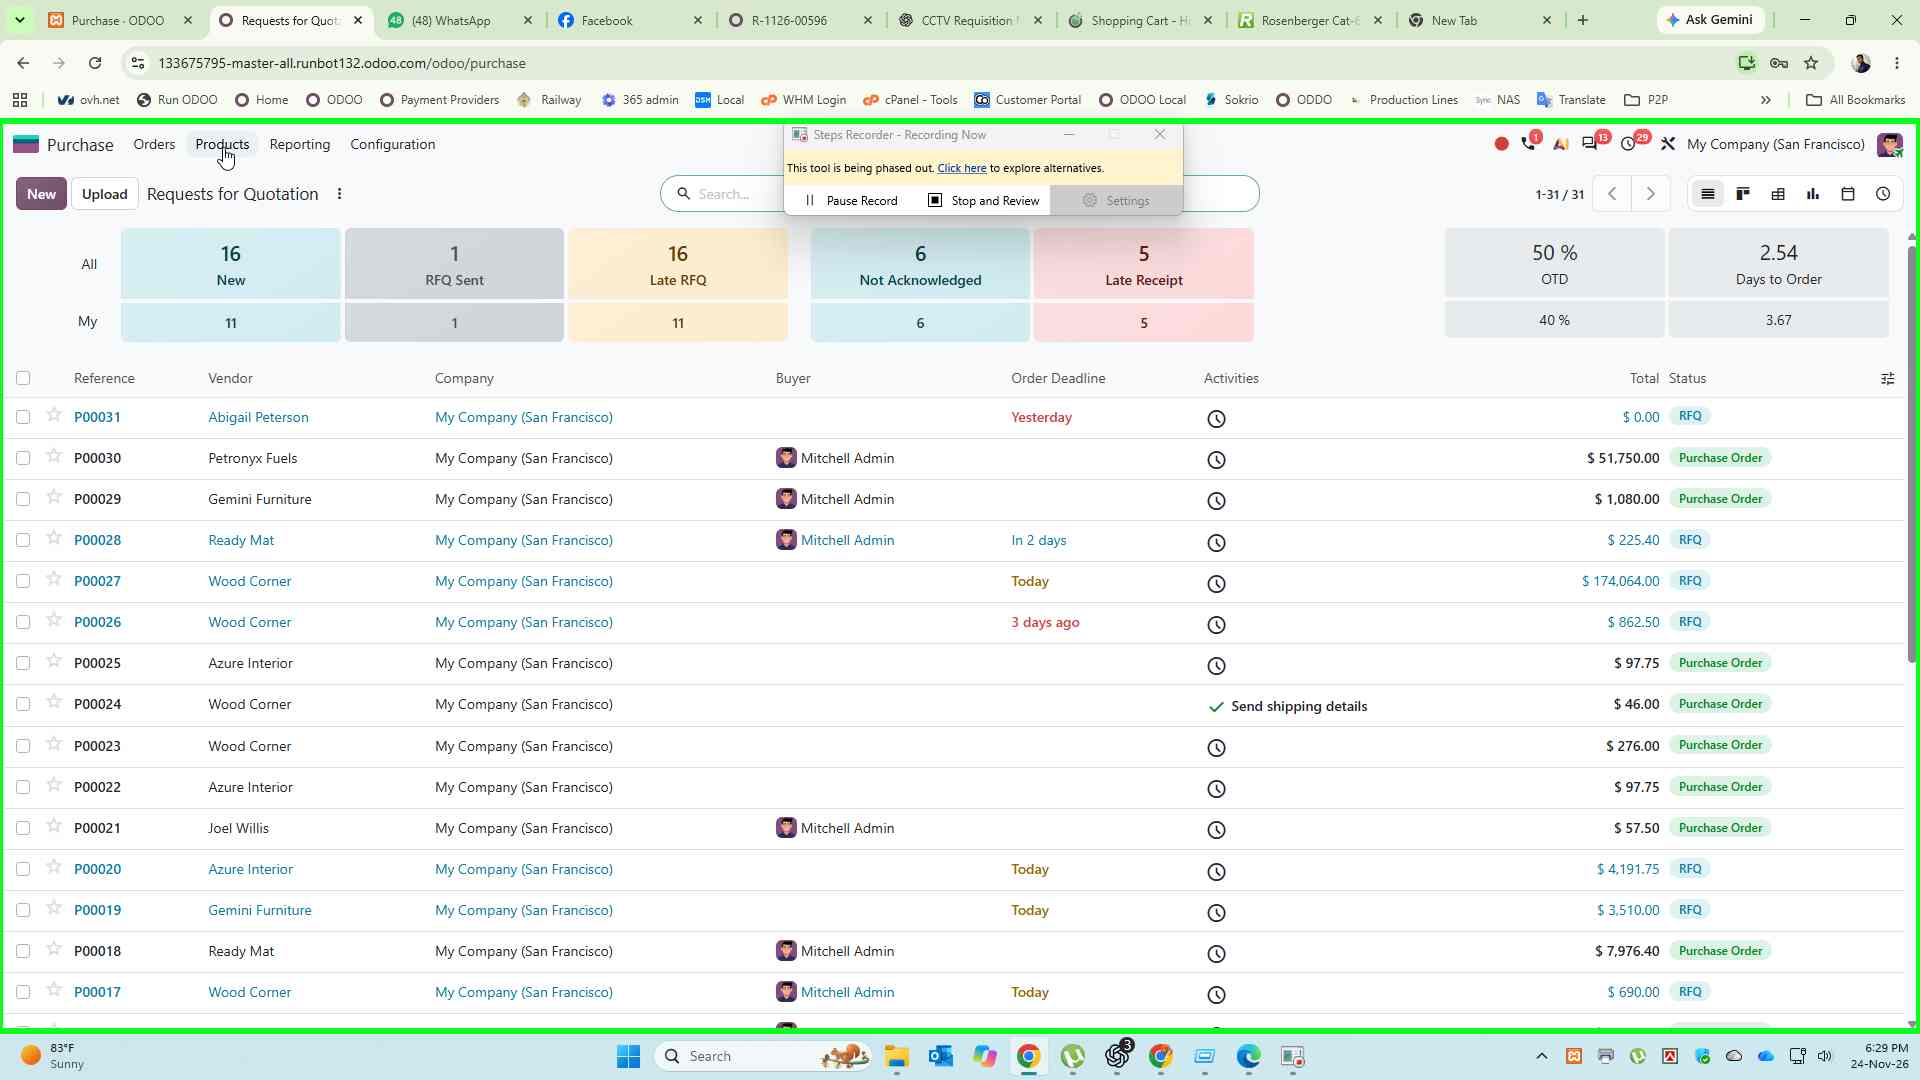 Purchase - ODOO
Requests for Quot
(48) WhatsApp
Facebook
R-1126-00596
CCTV Requisition
Shopping Cart - H
Rosenberger Cat-6
New Tab
Ask Gemini
133675795-master-all.runbot132.odoo.com/odoo/purchase
ovh.net
Run ODOO
Home
ODOO
Payment Providers
Railway
365 admin
Local
WHM Login
cPanel - Tools
Customer Portal
ODOO Local
Sokrio
ODDO
Production Lines
NAS
Translate
P2P
All Bookmarks
Purchase
Orders
Products
Reporting
Configuration
Steps Recorder - Recording Now
This tool is being phased out. Click here to explore alternatives.
Pause Record
Stop and Review
Settings
1
13
29
My Company (San Francisco)
New
Upload
Requests for Quotation
Search...
1-31 / 31
All
16
New
1
RFQ Sent
16
Late RFQ
6
Not Acknowledged
5
Late Receipt
50 %
OTD
2.54
Days to Order
My
11
1
11
6
5
40 %
3.67
Reference Vendor Company Buyer Order Deadline Activities Total Status
P00031 Abigail Peterson My Company (San Francisco) Yesterday $ 0.00 RFQ
P00030 Petronyx Fuels My Company (San Francisco) Mitchell Admin $ 51,750.00 Purchase Order
P00029 Gemini Furniture My Company (San Francisco) Mitchell Admin $ 1,080.00 Purchase Order
P00028 Ready Mat My Company (San Francisco) Mitchell Admin In 2 days $ 225.40 RFQ
P00027 Wood Corner My Company (San Francisco) Today $ 174,064.00 RFQ
P00026 Wood Corner My Company (San Francisco) 3 days ago $ 862.50 RFQ
P00025 Azure Interior My Company (San Francisco) $ 97.75 Purchase Order
P00024 Wood Corner My Company (San Francisco) Send shipping details $ 46.00 Purchase Order
P00023 Wood Corner My Company (San Francisco) $ 276.00 Purchase Order
P00022 Azure Interior My Company (San Francisco) $ 97.75 Purchase Order
P00021 Joel Willis My Company (San Francisco) Mitchell Admin $ 57.50 Purchase Order
P00020 Azure Interior My Company (San Francisco) Today $ 4,191.75 RFQ
P00019 Gemini Furniture My Company (San Francisco) Today $ 3,510.00 RFQ
P00018 Ready Mat My Company (San Francisco) Mitchell Admin $ 7,976.40 Purchase Order
P00017 Wood Corner My Company (San Francisco) Mitchell Admin Today $ 690.00 RFQ
83°F
Sunny
Search
3
6:29 PM
24-Nov-26